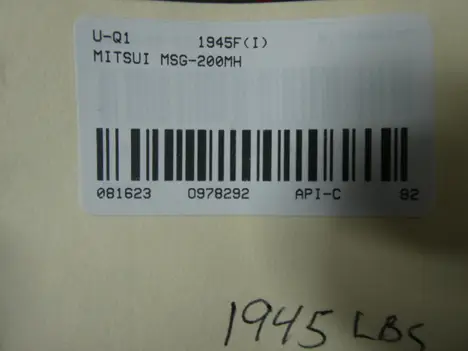 U-Q1 1945F(I)
MITSUI MSG-200MH
081623 0978292 API-C 82
1945 LBS